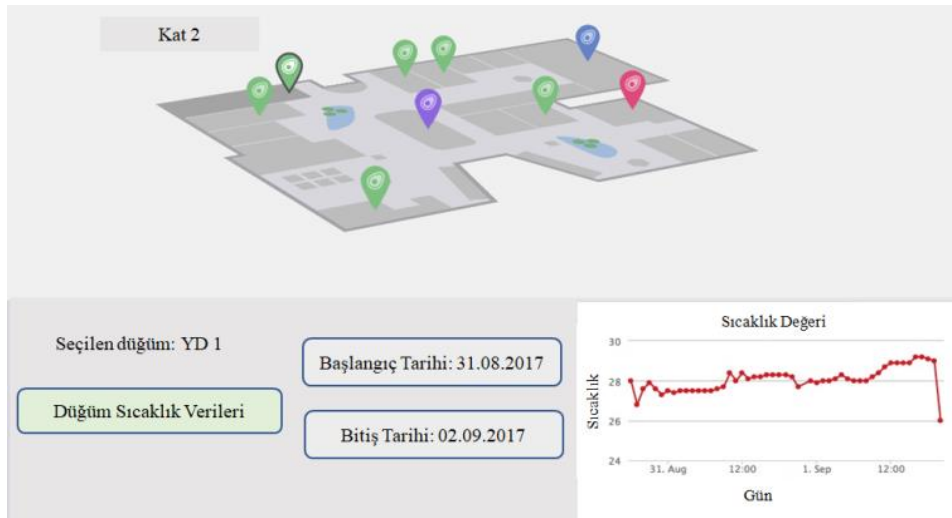 Kat 2
Seçilen düğüm: YD 1
Düğüm Sıcaklık Verileri
Başlangıç Tarihi: 31.08.2017
Bitiş Tarihi: 02.09.2017
Sıcaklık Değeri
Sıcaklık
30
28
26
24
31. Aug
12:00
1. Sep
12:00
Gün